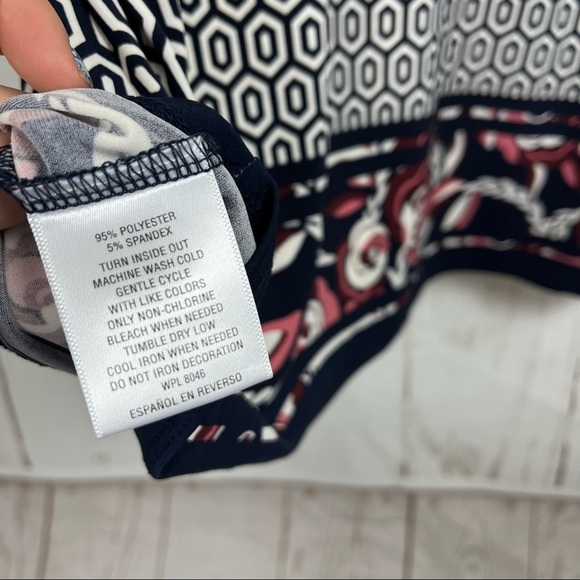 95% POLYESTER
5% SPANDEX
TURN INSIDE OUT
MACHINE WASH COLD
GENTLE CYCLE
WITH LIKE COLORS
ONLY NON-CHLORINE
BLEACH WHEN NEEDED
TUMBLE DRY LOW
COOL IRON WHEN NEEDED
DO NOT IRON DECORATION
WPL 8046
ESPAÑOL EN REVERSO